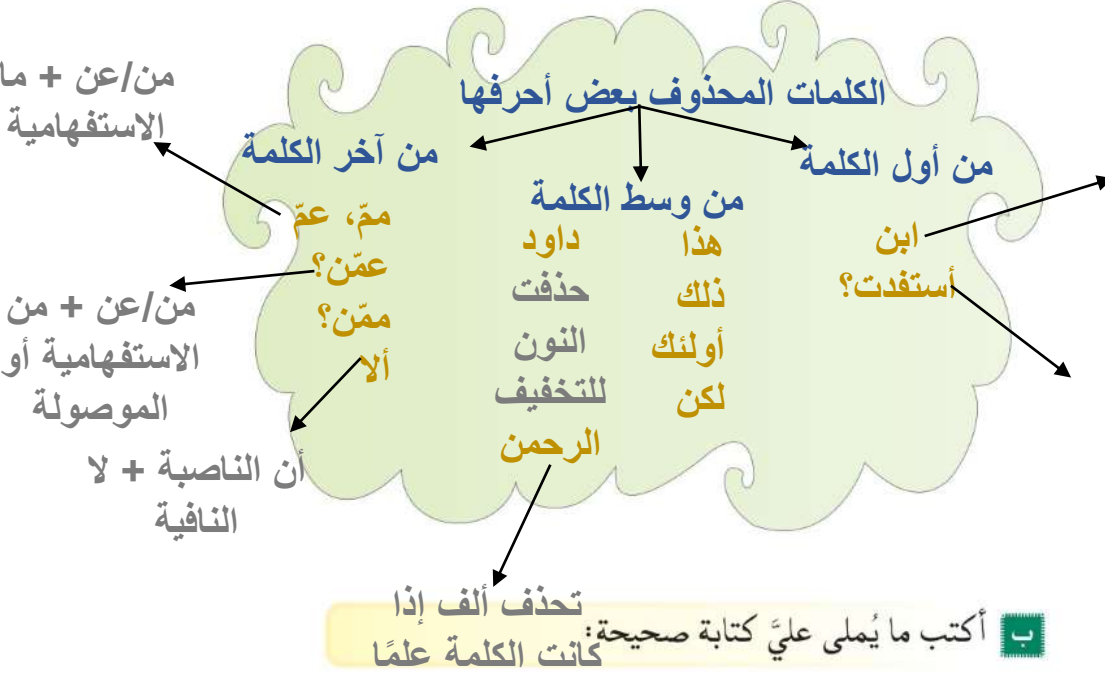 الكلمات المحذوف بعض أحرفها
من أول الكلمة
ابن
أستفدت؟
من وسط الكلمة
هذا
ذلك
أولئك
لكن
داود
حذفت
النون
للتخفيف
الرحمن
تحذف ألف إذا
كانت الكلمة علمًا
من آخر الكلمة
ممّ، عمّ
عمّن؟
ممّن؟
ألا
من/عن + ما
الاستفهامية
من/عن + من
الاستفهامية أو
الموصولة
أن الناصبة + لا
النافية
ب أكتب ما يُملى عليَّ كتابة صحيحة: